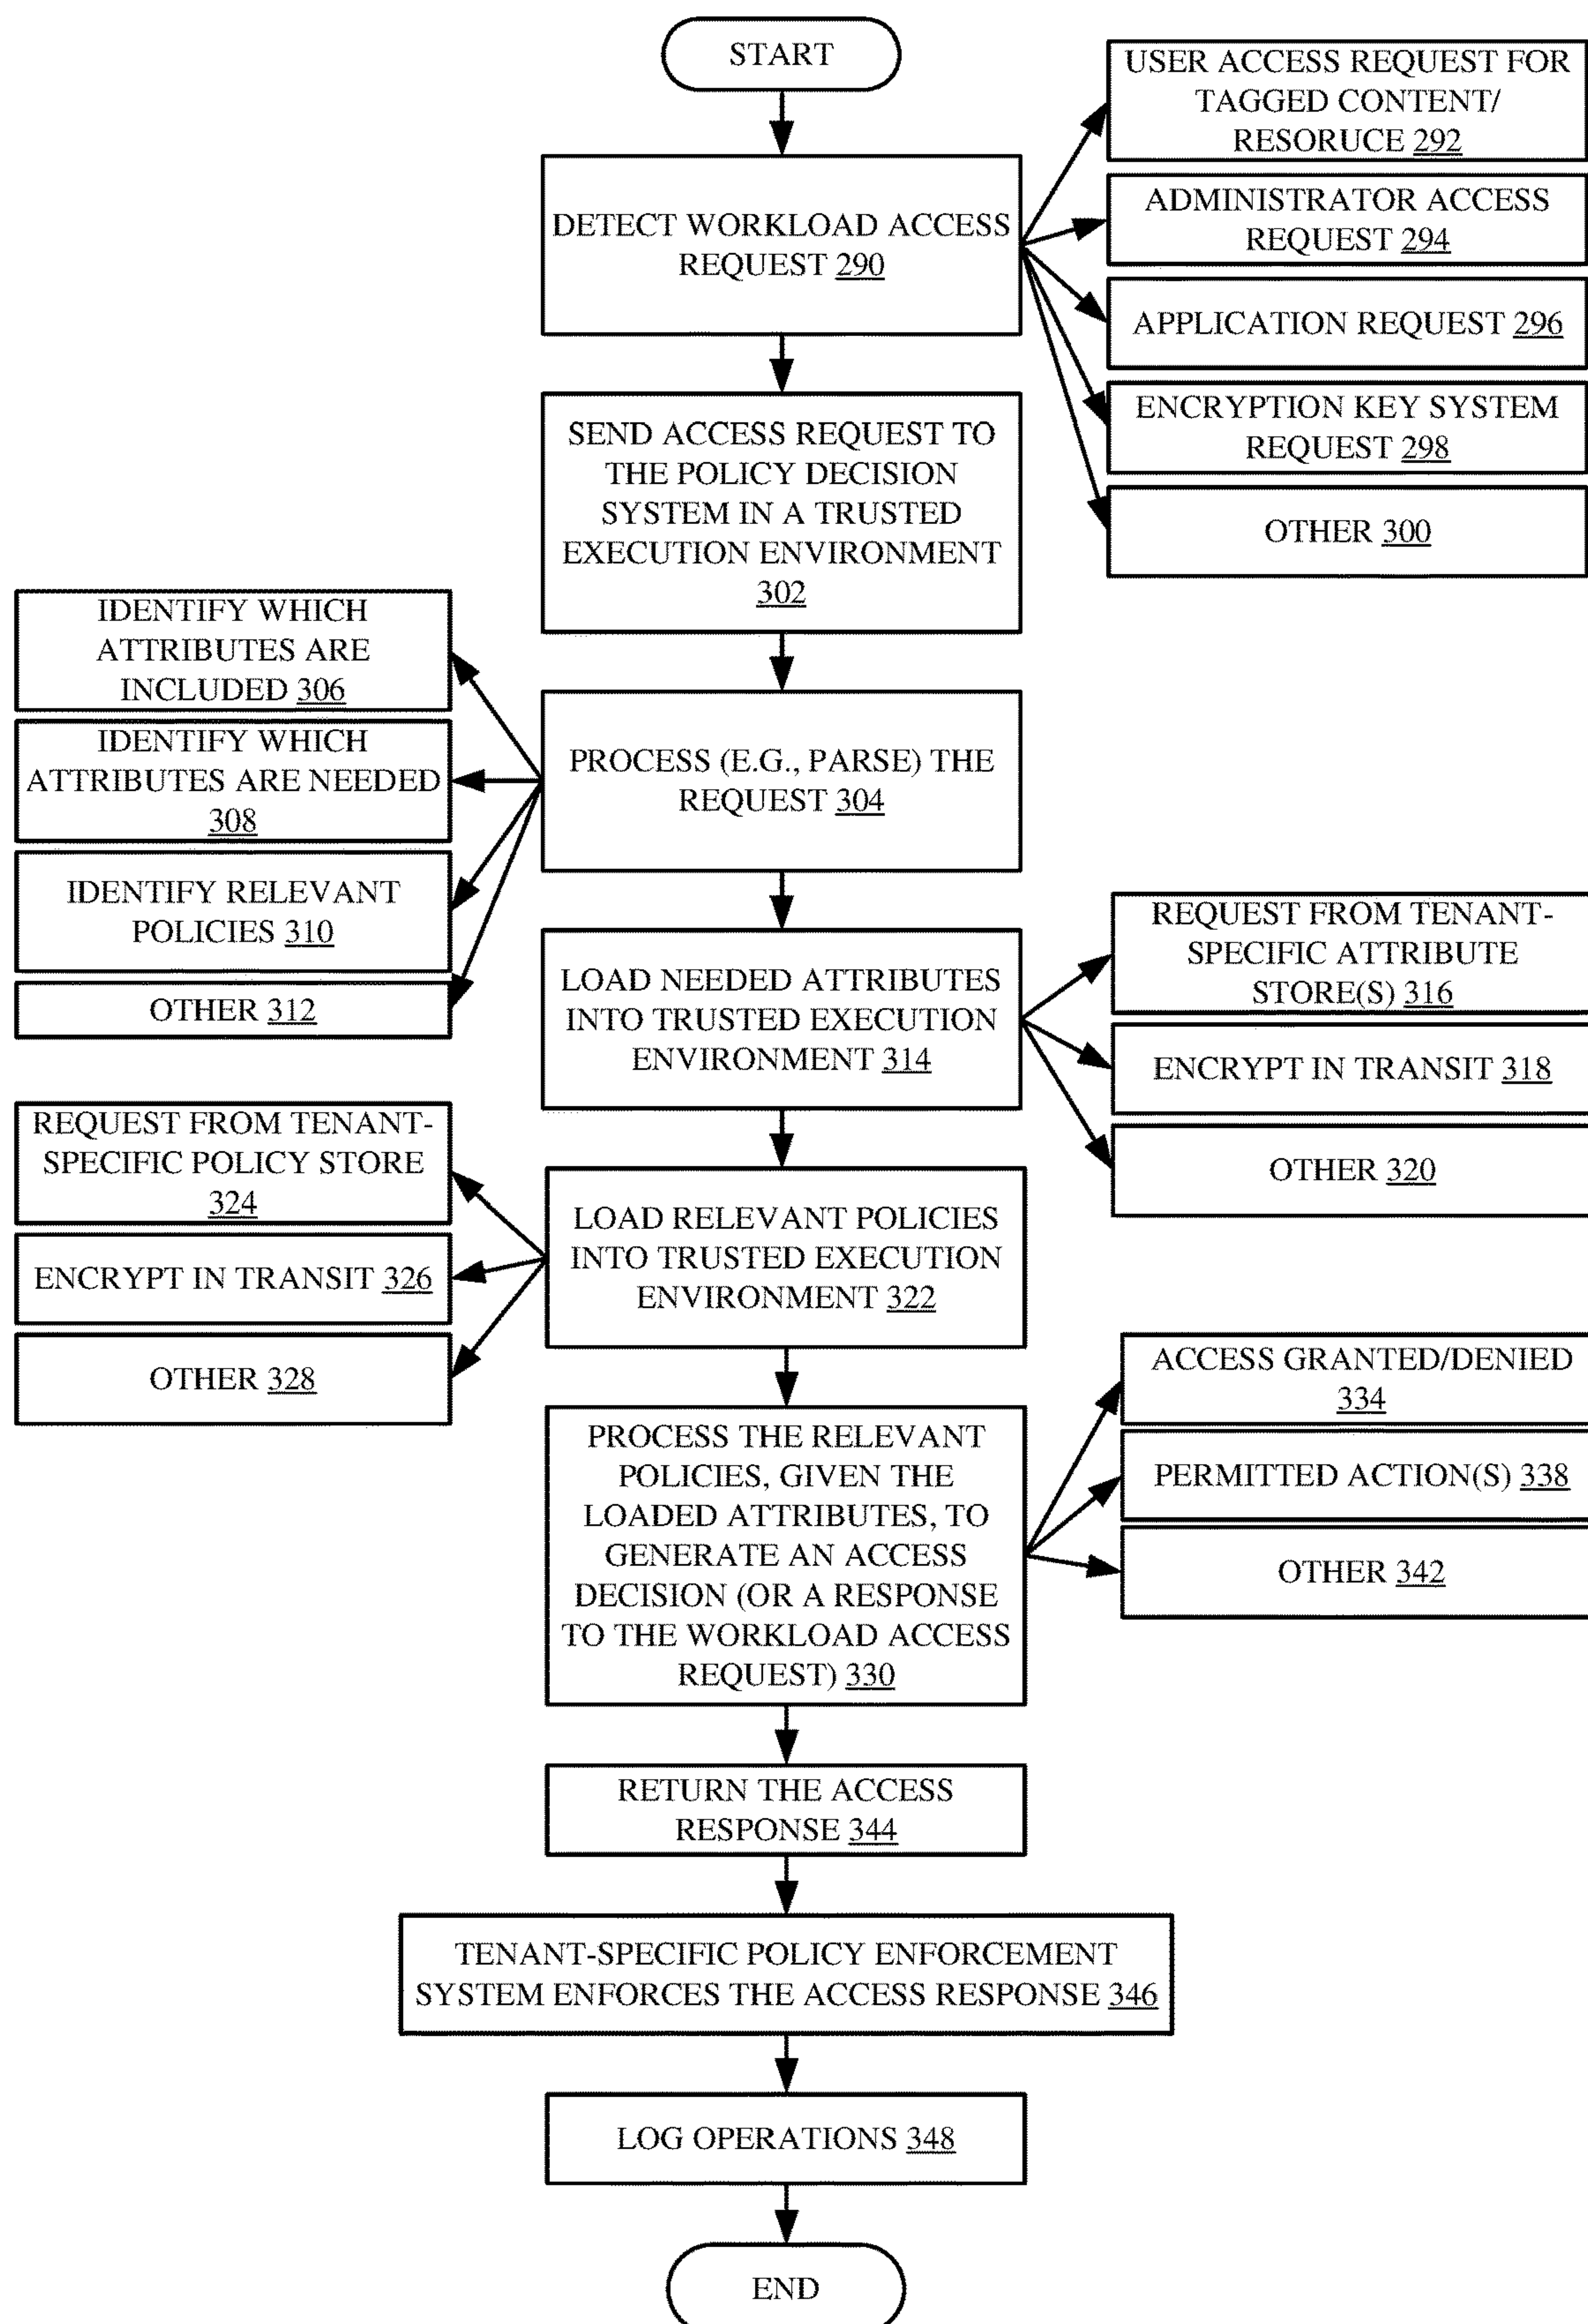 START
USER ACCESS REQUEST FOR
TAGGED CONTENT/
RESORUCE 292
DETECT WORKLOAD ACCESS
REQUEST 290
ADMINISTRATOR ACCESS
REQUEST 294
APPLICATION REQUEST 296
ENCRYPTION KEY SYSTEM
REQUEST 298
OTHER 300
SEND ACCESS REQUEST TO
THE POLICY DECISION
SYSTEM IN A TRUSTED
EXECUTION ENVIRONMENT
302
IDENTIFY WHICH
ATTRIBUTES ARE
INCLUDED 306
IDENTIFY WHICH
ATTRIBUTES ARE NEEDED
308
IDENTIFY RELEVANT
POLICIES 310
OTHER 312
PROCESS (E.G., PARSE) THE
REQUEST 304
LOAD NEEDED ATTRIBUTES
INTO TRUSTED EXECUTION
ENVIRONMENT 314
REQUEST FROM TENANT-
SPECIFIC ATTRIBUTE
STORE(S) 316
ENCRYPT IN TRANSIT 318
OTHER 320
REQUEST FROM TENANT-
SPECIFIC POLICY STORE
324
ENCRYPT IN TRANSIT 326
OTHER 328
LOAD RELEVANT POLICIES
INTO TRUSTED EXECUTION
ENVIRONMENT 322
PROCESS THE RELEVANT
POLICIES, GIVEN THE
LOADED ATTRIBUTES, TO
GENERATE AN ACCESS
DECISION (OR A RESPONSE
TO THE WORKLOAD ACCESS
REQUEST) 330
ACCESS GRANTED/DENIED
334
PERMITTED ACTION(S) 338
OTHER 342
RETURN THE ACCESS
RESPONSE 344
TENANT-SPECIFIC POLICY ENFORCEMENT
SYSTEM ENFORCES THE ACCESS RESPONSE 346
LOG OPERATIONS 348
END